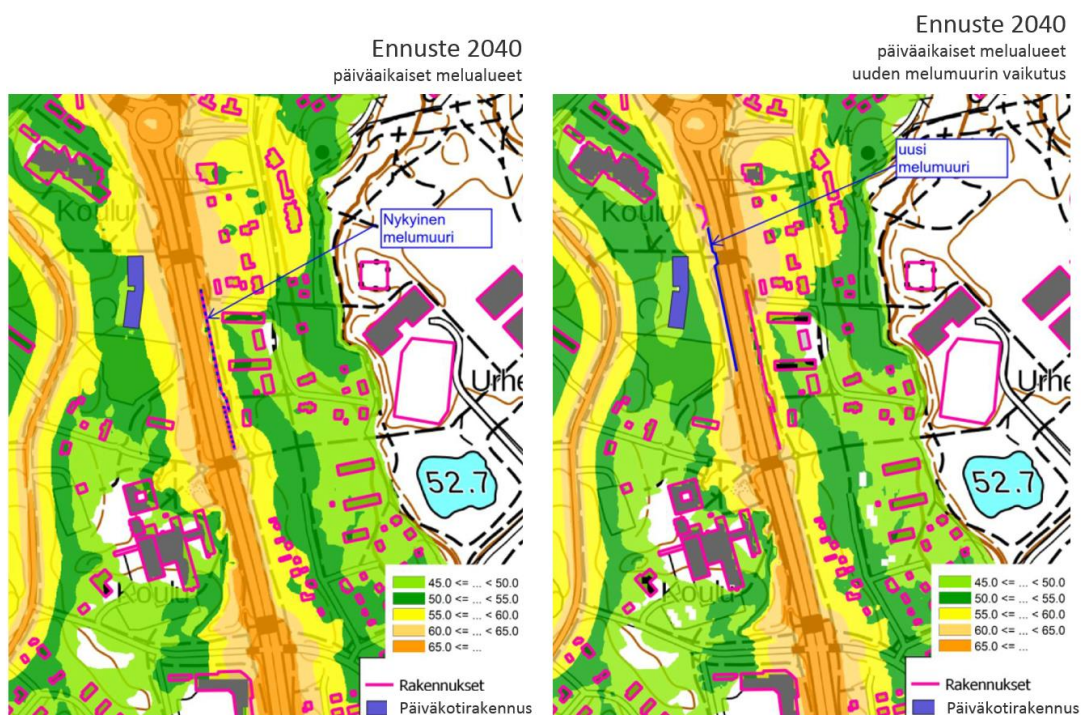 Ennuste 2040
päiväaikaiset melualueet
Koulu
Nykyinen
melumuuri
Urhe
52.7
Koulu
45.0 <= ... < 50.0
50.0 <= ... < 55.0
55.0 <= ... < 60.0
60.0 <= ... < 65.0
65.0 <= ...
Rakennukset
Päiväkotirakennus
Ennuste 2040
päiväaikaiset melualueet
uuden melumuurin vaikutus
Vt
uusi
melumuuri
Koulu
Urhe
52.7
Koulu
45.0 <= ... < 50.0
50.0 <= ... < 55.0
55.0 <= ... < 60.0
60.0 <= ... < 65.0
65.0 <= ...
Rakennukset
Päiväkotirakennus